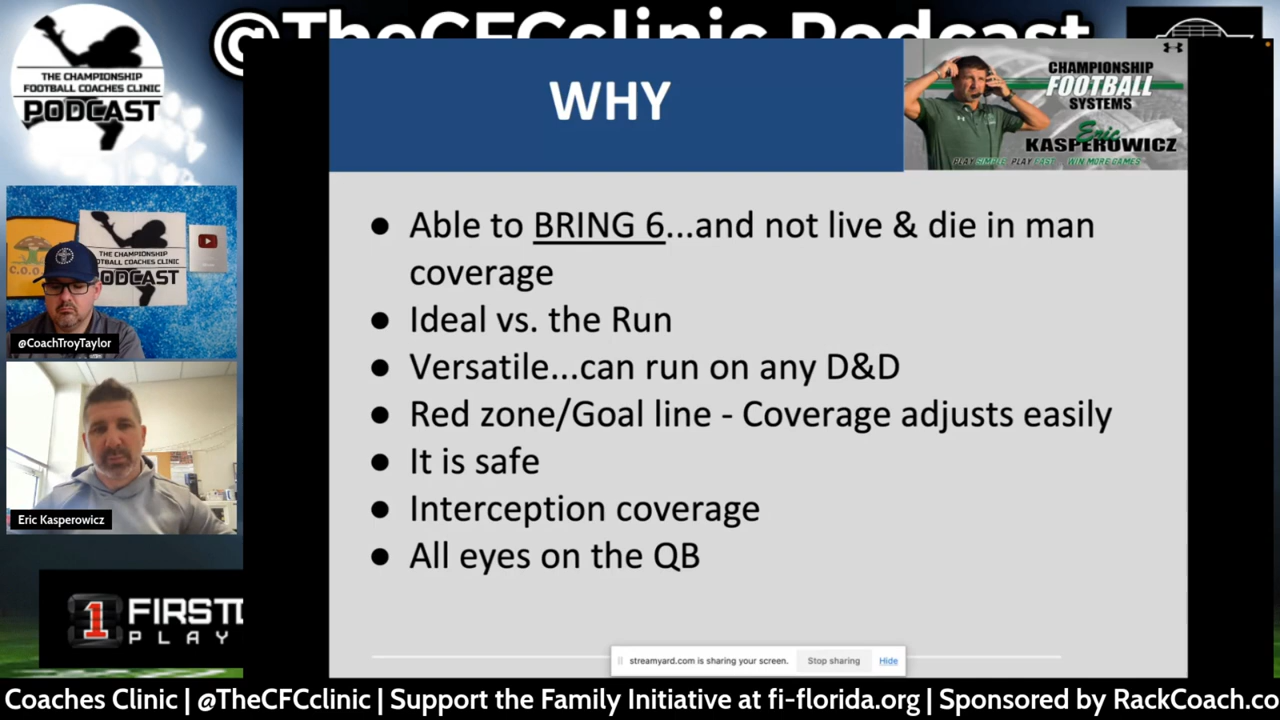 @TheCFCclinic Podcast
THE CHAMPIONSHIP
FOOTBALL COACHES CLINIC
PODCAST
WHY
CHAMPIONSHIP
FOOTBALL
SYSTEMS
Eric
KASPEROWICZ
PLAY SIMPLE PLAY FAST WIN MORE GAMES
● Able to BRING 6...and not live & die in man
coverage
● Ideal vs. the Run
● Versatile...can run on any D&D
● Red zone/Goal line - Coverage adjusts easily
● It is safe
● Interception coverage
● All eyes on the QB
C.O.O
THE CHAMPIONSHIP
FOOTBALL COACHES CLINIC
PODCAST
@CoachTroyTaylor
Eric Kasperowicz
1 FIRSTD
PLAY
streamyard.com is sharing your screen. Stop sharing Hide
Coaches Clinic | @TheCFCclinic | Support the Family Initiative at fi-florida.org | Sponsored by RackCoach.co